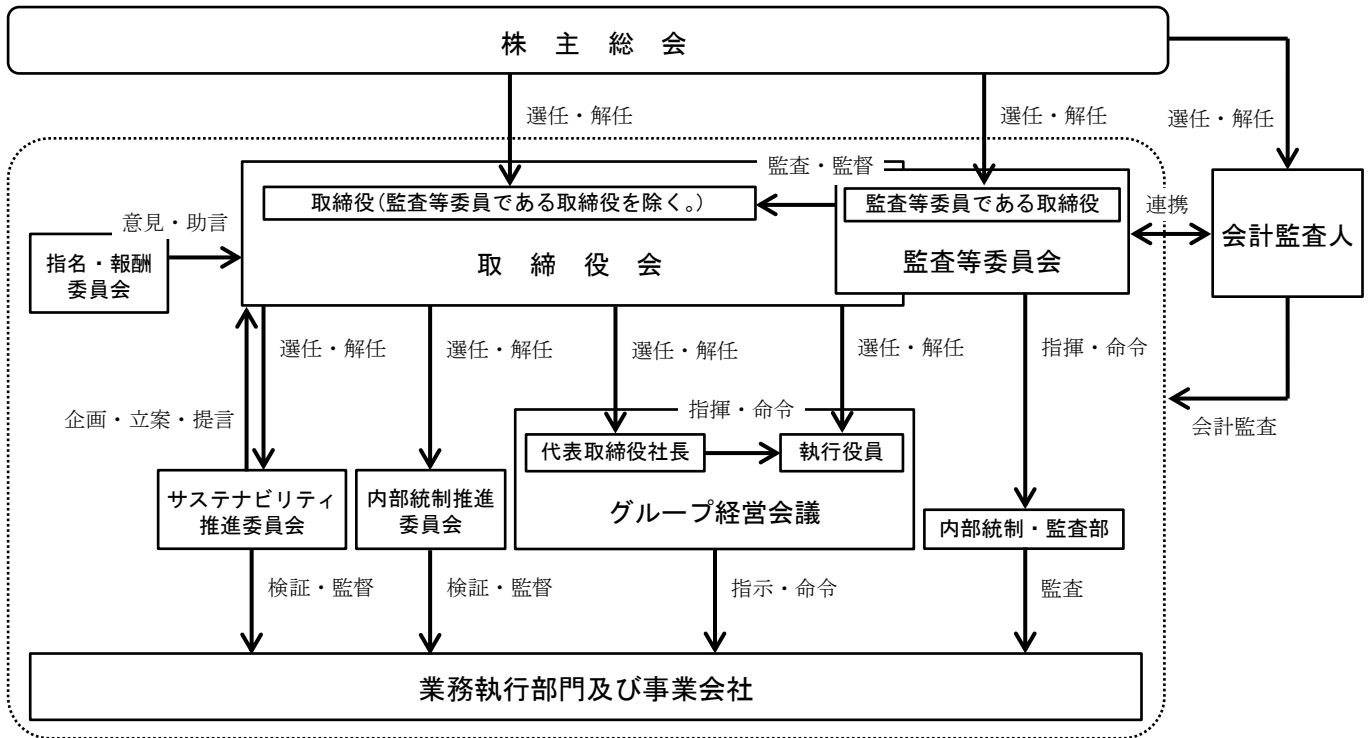 株　主　総　会
選任・解任
選任・解任
選任・解任
監査・監督
取締役（監査等委員である取締役を除く。）
監査等委員である取締役
連携
会計監査人
意見・助言
指名・報酬
委員会
取　締　役　会
監査等委員会
選任・解任
選任・解任
選任・解任
選任・解任
指揮・命令
企画・立案・提言
指揮・命令
会計監査
代表取締役社長
執行役員
サステナビリティ
推進委員会
内部統制推進
委員会
グループ経営会議
内部統制・監査部
検証・監督
検証・監督
指示・命令
監査
業務執行部門及び事業会社